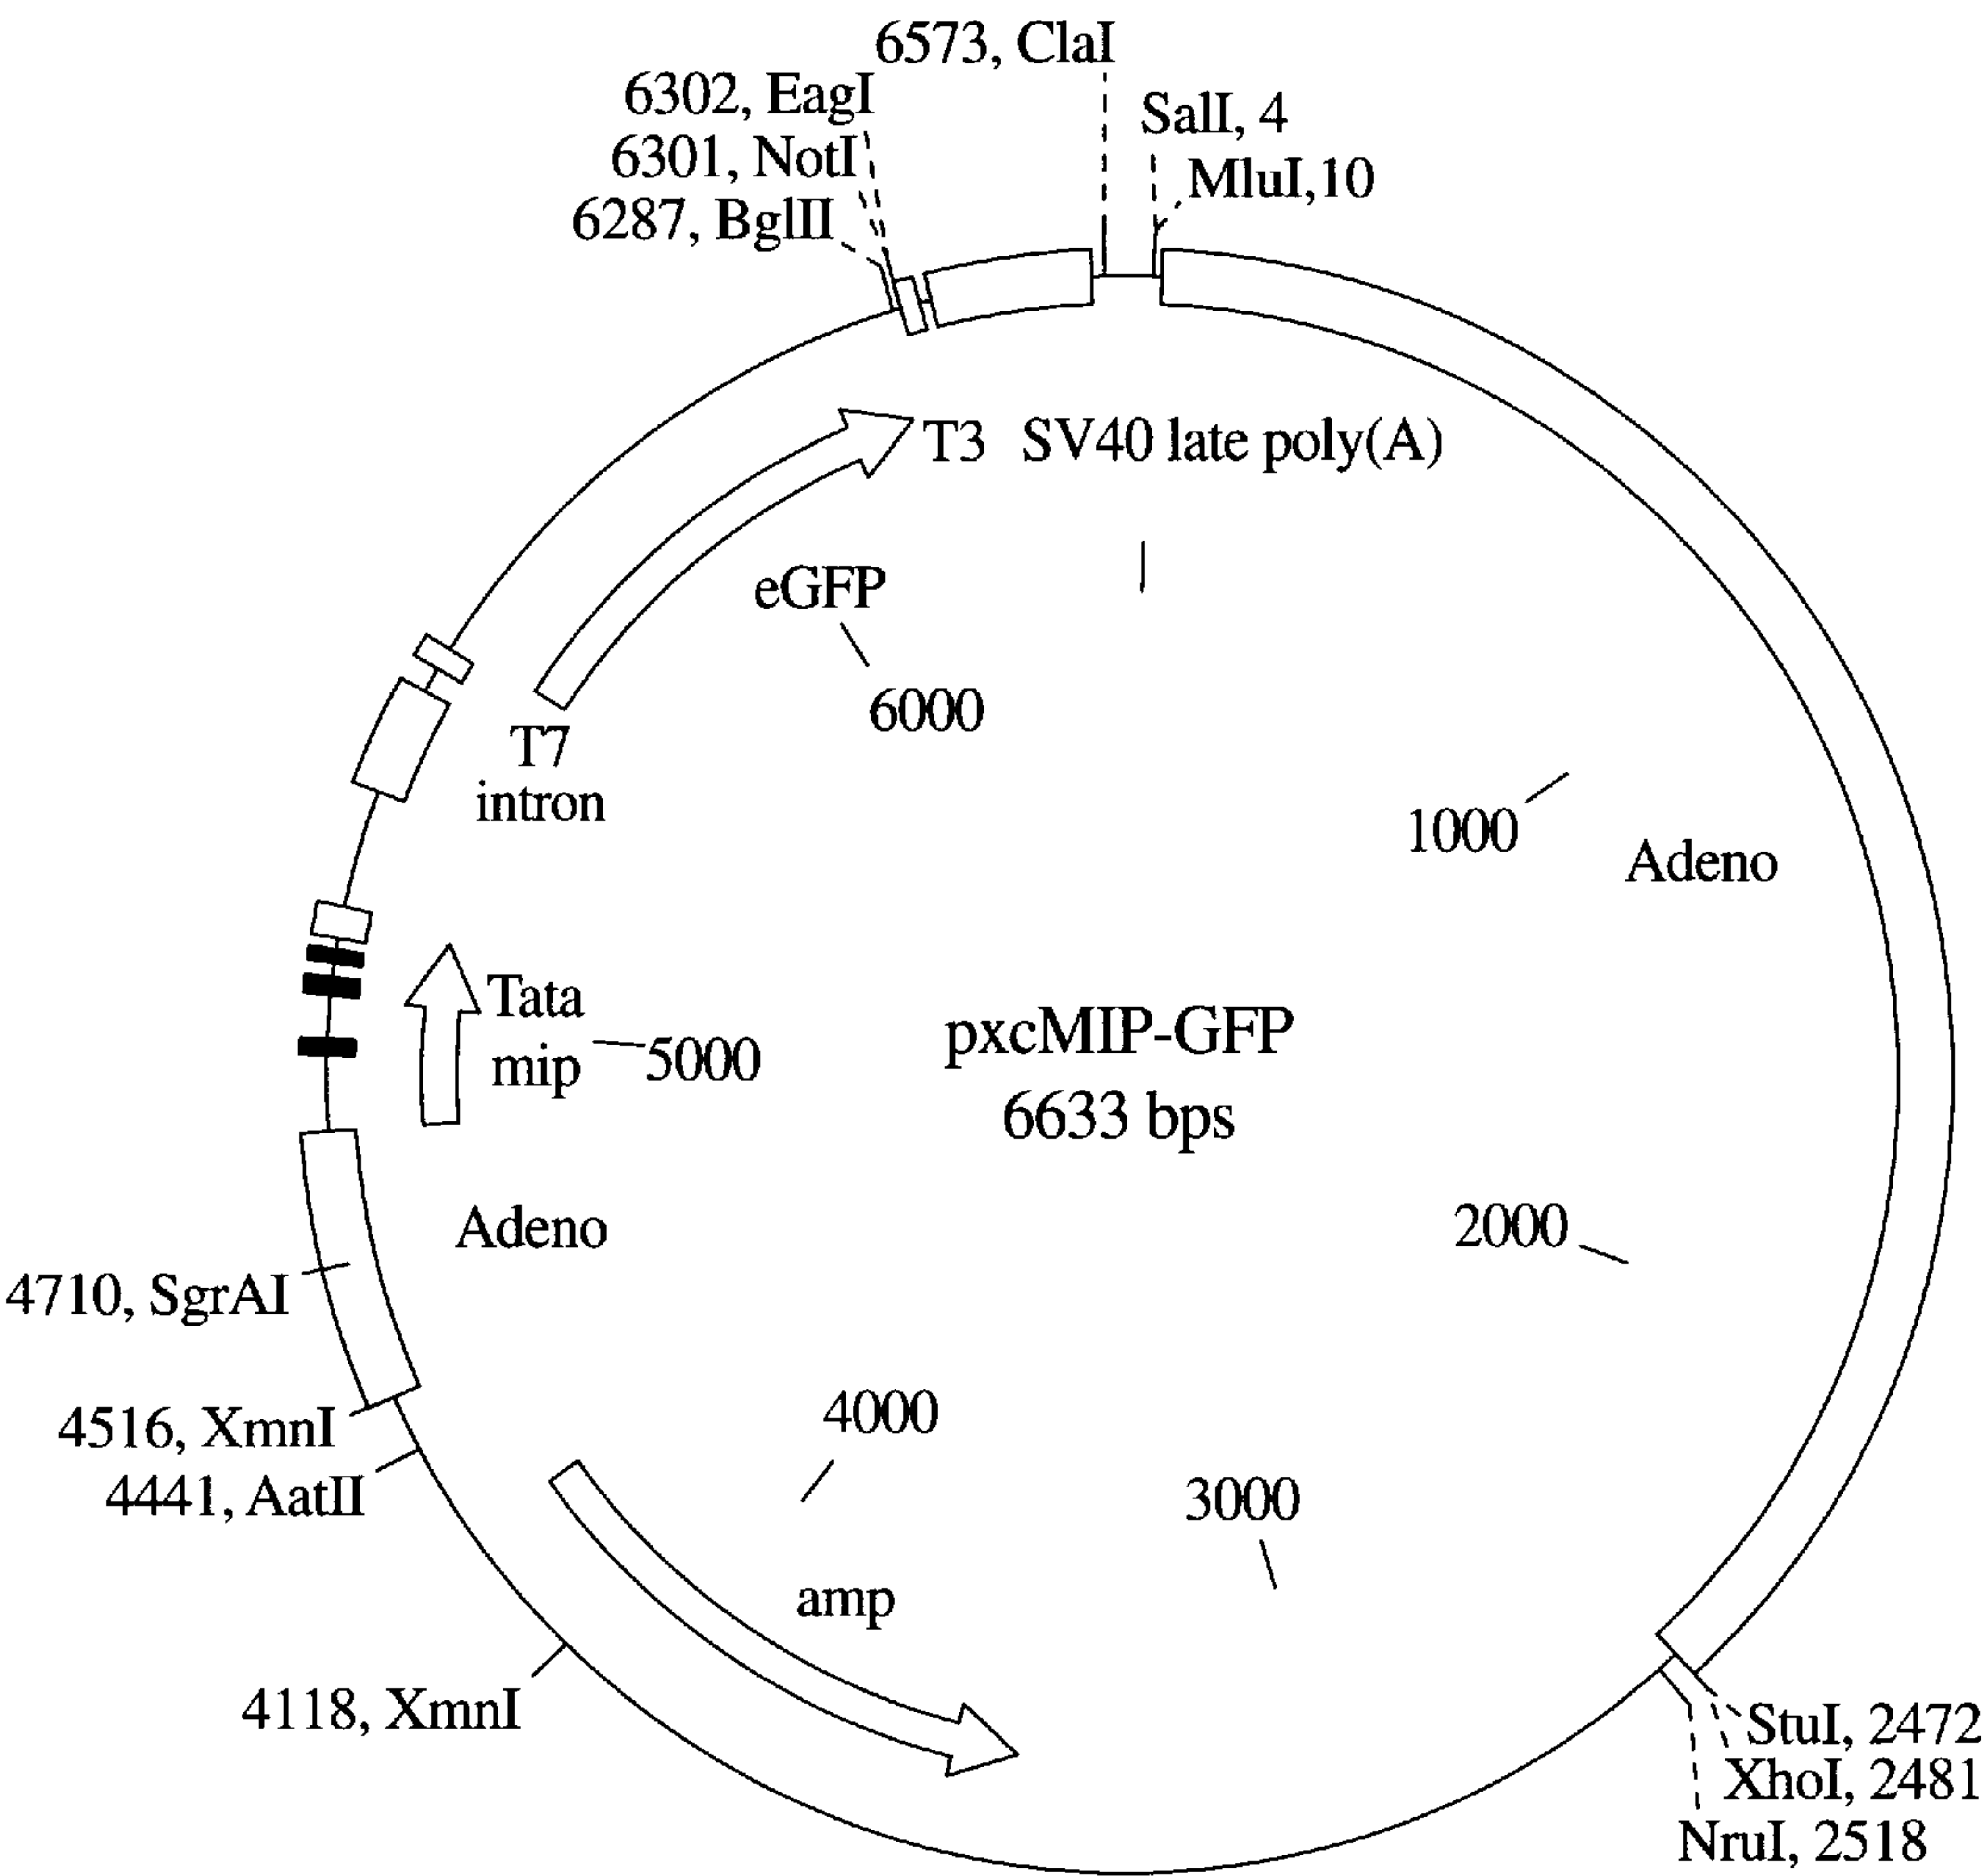 6573, ClaI
6302, EagI
SalI, 4
6301, NotI
MluI,10
6287, BglII
T3 SV40 late poly(A)
eGFP
6000
T7
intron
1000
Adeno
Tata
mip
5000
pxcMIP-GFP
6633 bps
Adeno
2000
4710, SgrAI
4000
4516, XmnI
4441, AatII
3000
amp
4118, XmnI
StuI, 2472
XhoI, 2481
NruI, 2518